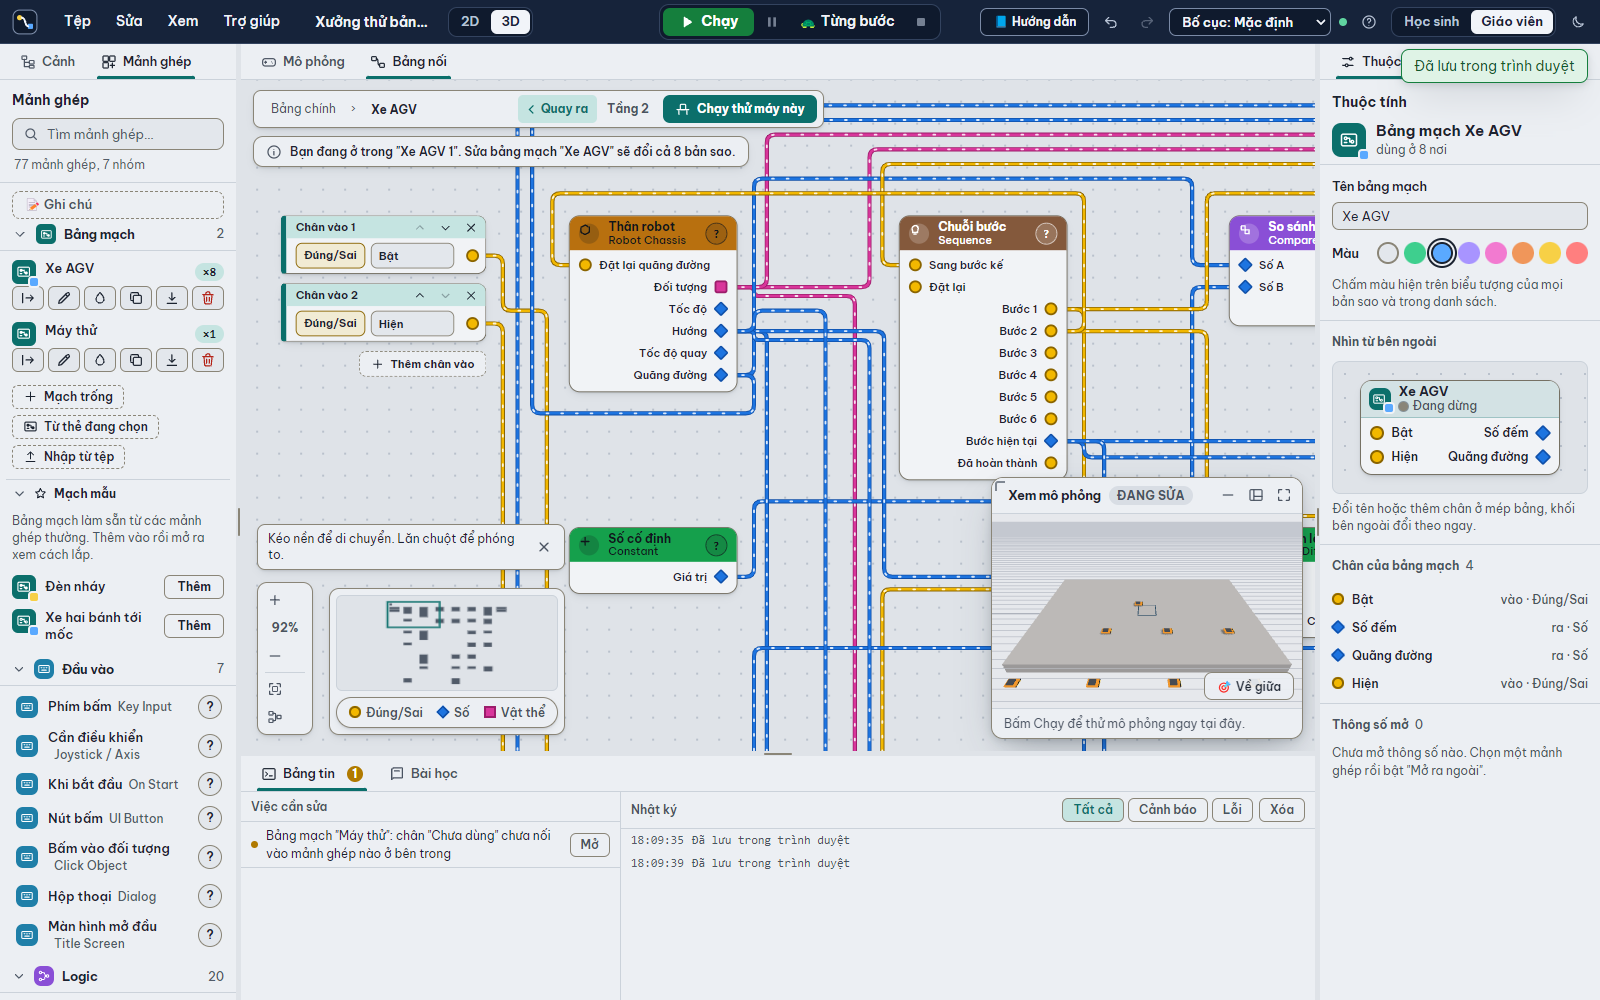 Tệp Sửa Xem Trợ giúp Xưởng thử bản... 2D 3D Chạy Từng bước Hướng dẫn Bố cục: Mặc định Học sinh Giáo viên
Cảnh Mảnh ghép
Mảnh ghép
Tìm mảnh ghép...
77 mảnh ghép, 7 nhóm
Ghi chú
Bảng mạch 2
Xe AGV ×8
Máy thử ×1
Mạch trống
Từ thẻ đang chọn
Nhập từ tệp
Mạch mẫu
Bảng mạch làm sẵn từ các mảnh
ghép thường. Thêm vào rồi mở ra
xem cách lắp.
Đèn nháy Thêm
Xe hai bánh tới
mốc
Thêm
Đầu vào 7
Phím bấm Key Input ?
Cần điều khiển
Joystick / Axis
?
Khi bắt đầu On Start ?
Nút bấm UI Button ?
Bấm vào đối tượng
Click Object
?
Hộp thoại Dialog ?
Màn hình mở đầu
Title Screen
?
Logic 20
Mô phỏng Bảng nối
Bảng chính › Xe AGV Quay ra Tầng 2 Chạy thử máy này
Bạn đang ở trong "Xe AGV 1". Sửa bảng mạch "Xe AGV" sẽ đổi cả 8 bản sao.
Chân vào 1
Đúng/Sai Bật
Chân vào 2
Đúng/Sai Hiện
Thêm chân vào
Thân robot
Robot Chassis
?
Đặt lại quãng đường
Đối tượng
Tốc độ
Hướng
Tốc độ quay
Quãng đường
Chuỗi bước
Sequence
?
Sang bước kế
Đặt lại
Bước 1
Bước 2
Bước 3
Bước 4
Bước 5
Bước 6
Bước hiện tại
Đã hoàn thành
So sánh
Compare
Số A
Số B
Kéo nền để di chuyển. Lăn chuột để phóng
to.
Số cố định
Constant
?
Giá trị
92%
Đúng/Sai Số Vật thể
Xem mô phỏng ĐANG SỬA
Về giữa
Bấm Chạy để thử mô phỏng ngay tại đây.
Bảng tin 1 Bài học
Việc cần sửa
Bảng mạch "Máy thử": chân "Chưa dùng" chưa nối
vào mảnh ghép nào ở bên trong
Mở
Nhật ký Tất cả Cảnh báo Lỗi Xóa
18:09:35 Đã lưu trong trình duyệt
18:09:39 Đã lưu trong trình duyệt
Thuộc
Đã lưu trong trình duyệt
Thuộc tính
Bảng mạch Xe AGV
dùng ở 8 nơi
Tên bảng mạch
Xe AGV
Màu
Chấm màu hiện trên biểu tượng của mọi
bản sao và trong danh sách.
Nhìn từ bên ngoài
Xe AGV
Đang dừng
Bật Số đếm
Hiện Quãng đường
Đổi tên hoặc thêm chân ở mép bảng, khối
bên ngoài đổi theo ngay.
Chân của bảng mạch 4
Bật vào · Đúng/Sai
Số đếm ra · Số
Quãng đường ra · Số
Hiện vào · Đúng/Sai
Thông số mở 0
Chưa mở thông số nào. Chọn một mảnh
ghép rồi bật "Mở ra ngoài".